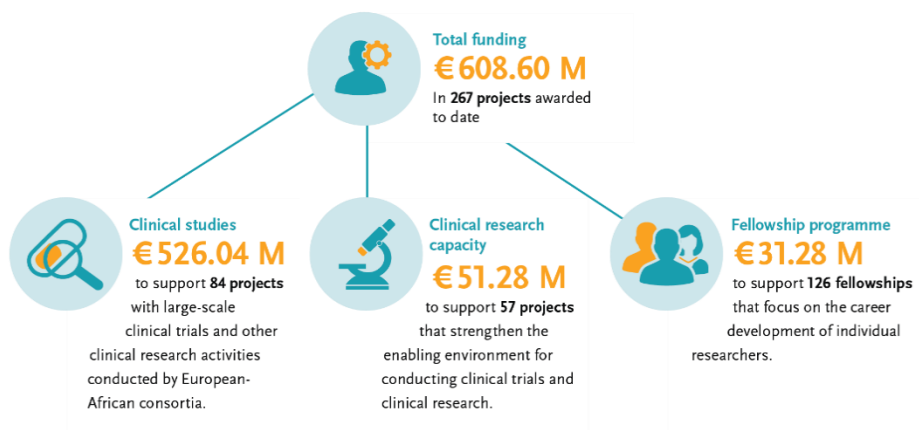 Total funding
€608.60 M
In 267 projects awarded
to date
Clinical studies
€526.04 M
to support 84 projects
with large-scale
clinical trials and other
clinical research activities
conducted by European-
African consortia.
Clinical research
capacity
€51.28 M
to support 57 projects
that strengthen the
enabling environment for
conducting clinical trials and
clinical research.
Fellowship programme
€31.28 M
to support 126 fellowships
that focus on the career
development of individual
researchers.